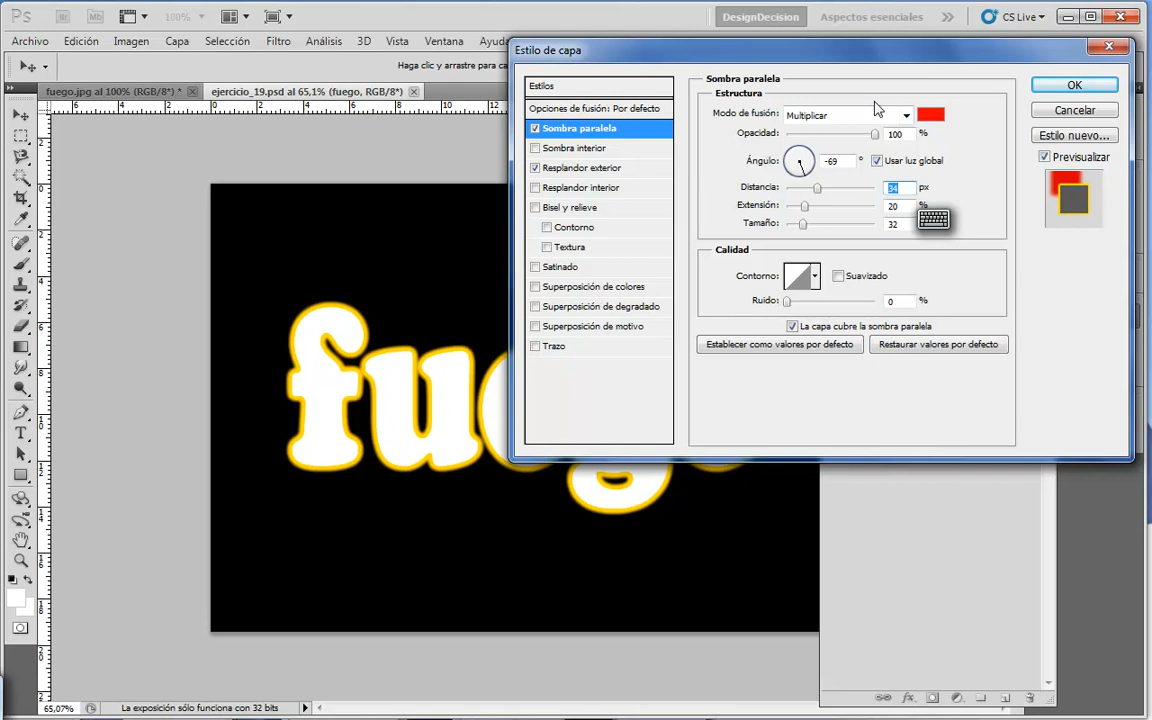 Ps Br Mb 100% DesignDecision Aspectos esenciales CS Live
Archivo Edición Imagen Capa Selección Filtro Análisis 3D Vista Ventana Ayuda
Haga clic y arrastre para
fuego.jpg al 100% (RGB/8*) * ejercicio_19.psd al 65,1% (fuego, RGB/8*)
Estilo de capa
Estilos
Opciones de fusión: Por defecto
Sombra paralela
Sombra interior
Resplandor exterior
Resplandor interior
Bisel y relieve
Contorno
Textura
Satinado
Superposición de colores
Superposición de degradado
Superposición de motivo
Trazo
Sombra paralela
Estructura
Modo de fusión: Multiplicar
Opacidad: 100 %
Ángulo: -69 ° Usar luz global
Distancia: 34 px
Extensión: 20 %
Tamaño: 32
Calidad
Contorno: Suavizado
Ruido: 0 %
La capa cubre la sombra paralela
Establecer como valores por defecto Restaurar valores por defecto
OK
Cancelar
Estilo nuevo...
Previsualizar
fuego
65,07% La exposición sólo funciona con 32 bits